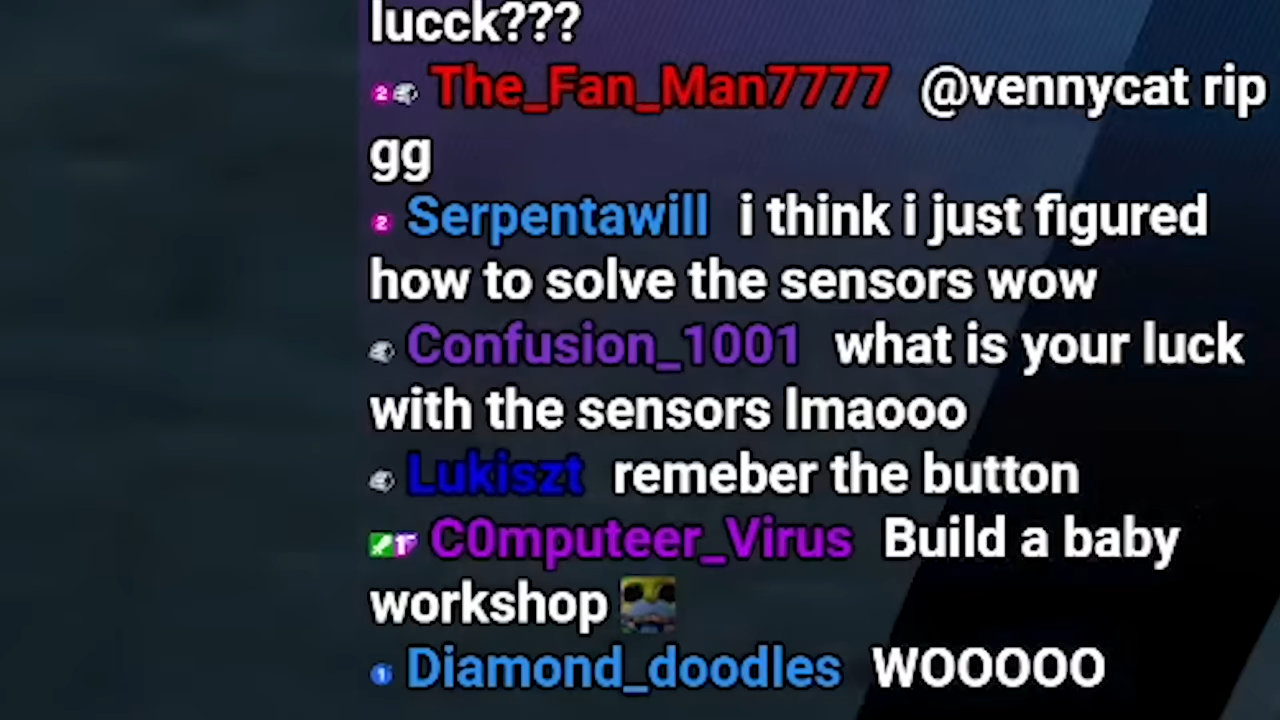 lucck???
The_Fan_Man7777 @vennycat rip
gg
Serpentawill i think i just figured
how to solve the sensors wow
Confusion_1001 what is your luck
with the sensors lmaooo
Lukiszt remeber the button
C0mputeer_Virus Build a baby
workshop
Diamond_doodles WOOOOO